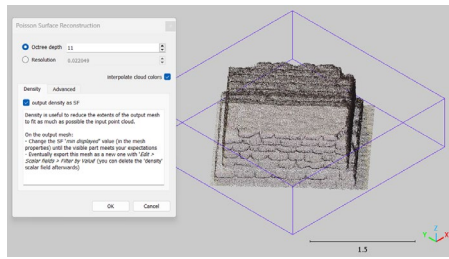 Poisson Surface Reconstruction
Octree depth 11
Resolution 0.022949
interpolate cloud colors
Density Advanced
output density as SF
Density is useful to reduce the extents of the output mesh
to fit as much as possible the input point cloud.
On the output mesh:
- Change the SF 'min displayed' value (in the mesh
properties) until the visible part meets your expectations
- Eventually export this mesh as a new one with 'Edit >
Scalar fields > Filter by Value' (you can delete the 'density'
scalar field afterwards)
OK Cancel
Z
Y X
1.5